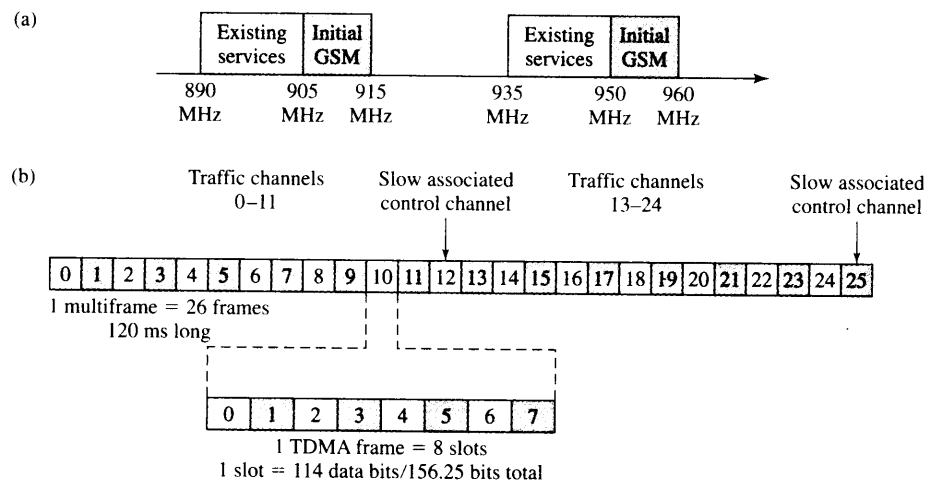 (a)
Existing services
Initial GSM
Existing services
Initial GSM
890 MHz
905 MHz
915 MHz
935 MHz
950 MHz
960 MHz
(b)
Traffic channels 0–11
Slow associated control channel
Traffic channels 13–24
Slow associated control channel
0 1 2 3 4 5 6 7 8 9 10 11 12 13 14 15 16 17 18 19 20 21 22 23 24 25
1 multiframe = 26 frames
120 ms long
0 1 2 3 4 5 6 7
1 TDMA frame = 8 slots
1 slot = 114 data bits/156.25 bits total